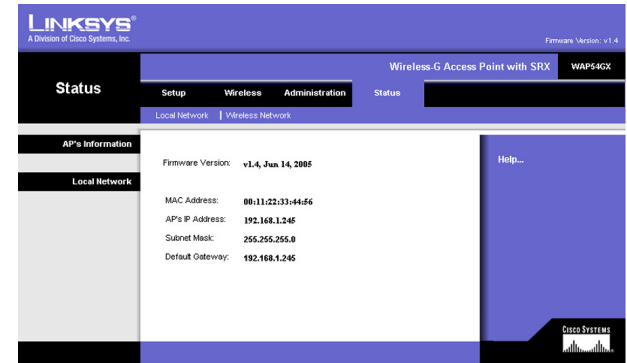 LINKSYS®
A Division of Cisco Systems, Inc.
Firmware Version: v1.4
Wireless-G Access Point with SRX WAP54GX
Status
Setup Wireless Administration Status
Local Network | Wireless Network
AP's Information
Firmware Version: v1.4, Jun 14, 2005
Help...
Local Network
MAC Address: 00:11:22:33:44:56
AP's IP Address: 192.168.1.245
Subnet Mask: 255.255.255.0
Default Gateway: 192.168.1.245
CISCO SYSTEMS